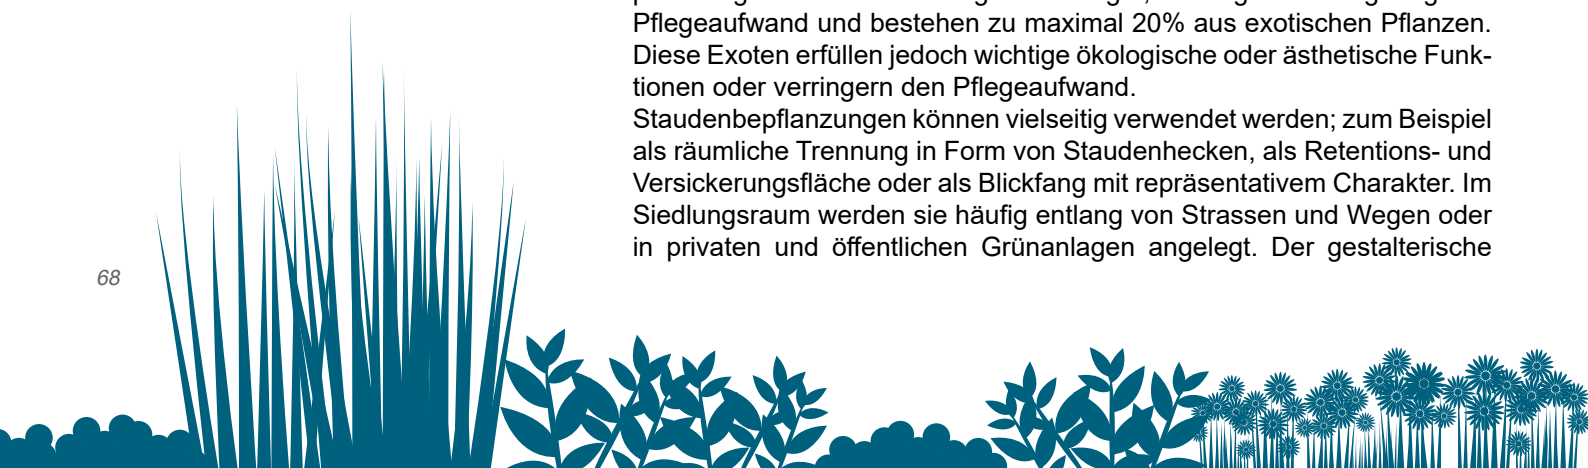 Pflegeaufwand und bestehen zu maximal 20% aus exotischen Pflanzen.
Diese Exoten erfüllen jedoch wichtige ökologische oder ästhetische Funk-
tionen oder verringern den Pflegeaufwand.
Staudenbepflanzungen können vielseitig verwendet werden; zum Beispiel
als räumliche Trennung in Form von Staudenhecken, als Retentions- und
Versickerungsfläche oder als Blickfang mit repräsentativem Charakter. Im
Siedlungsraum werden sie häufig entlang von Strassen und Wegen oder
in privaten und öffentlichen Grünanlagen angelegt. Der gestalterische
68